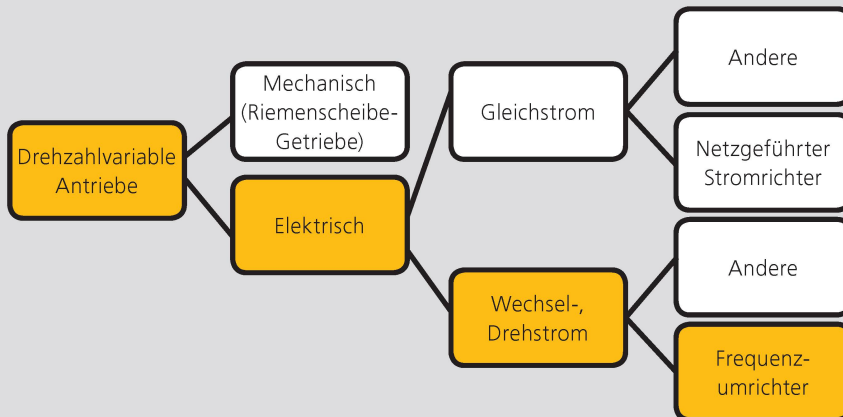 Drehzahlvariable
Antriebe
Mechanisch
(Riemenscheibe-
Getriebe)
Elektrisch
Gleichstrom
Wechsel-,
Drehstrom
Andere
Netzgeführter
Stromrichter
Andere
Frequenz-
umrichter